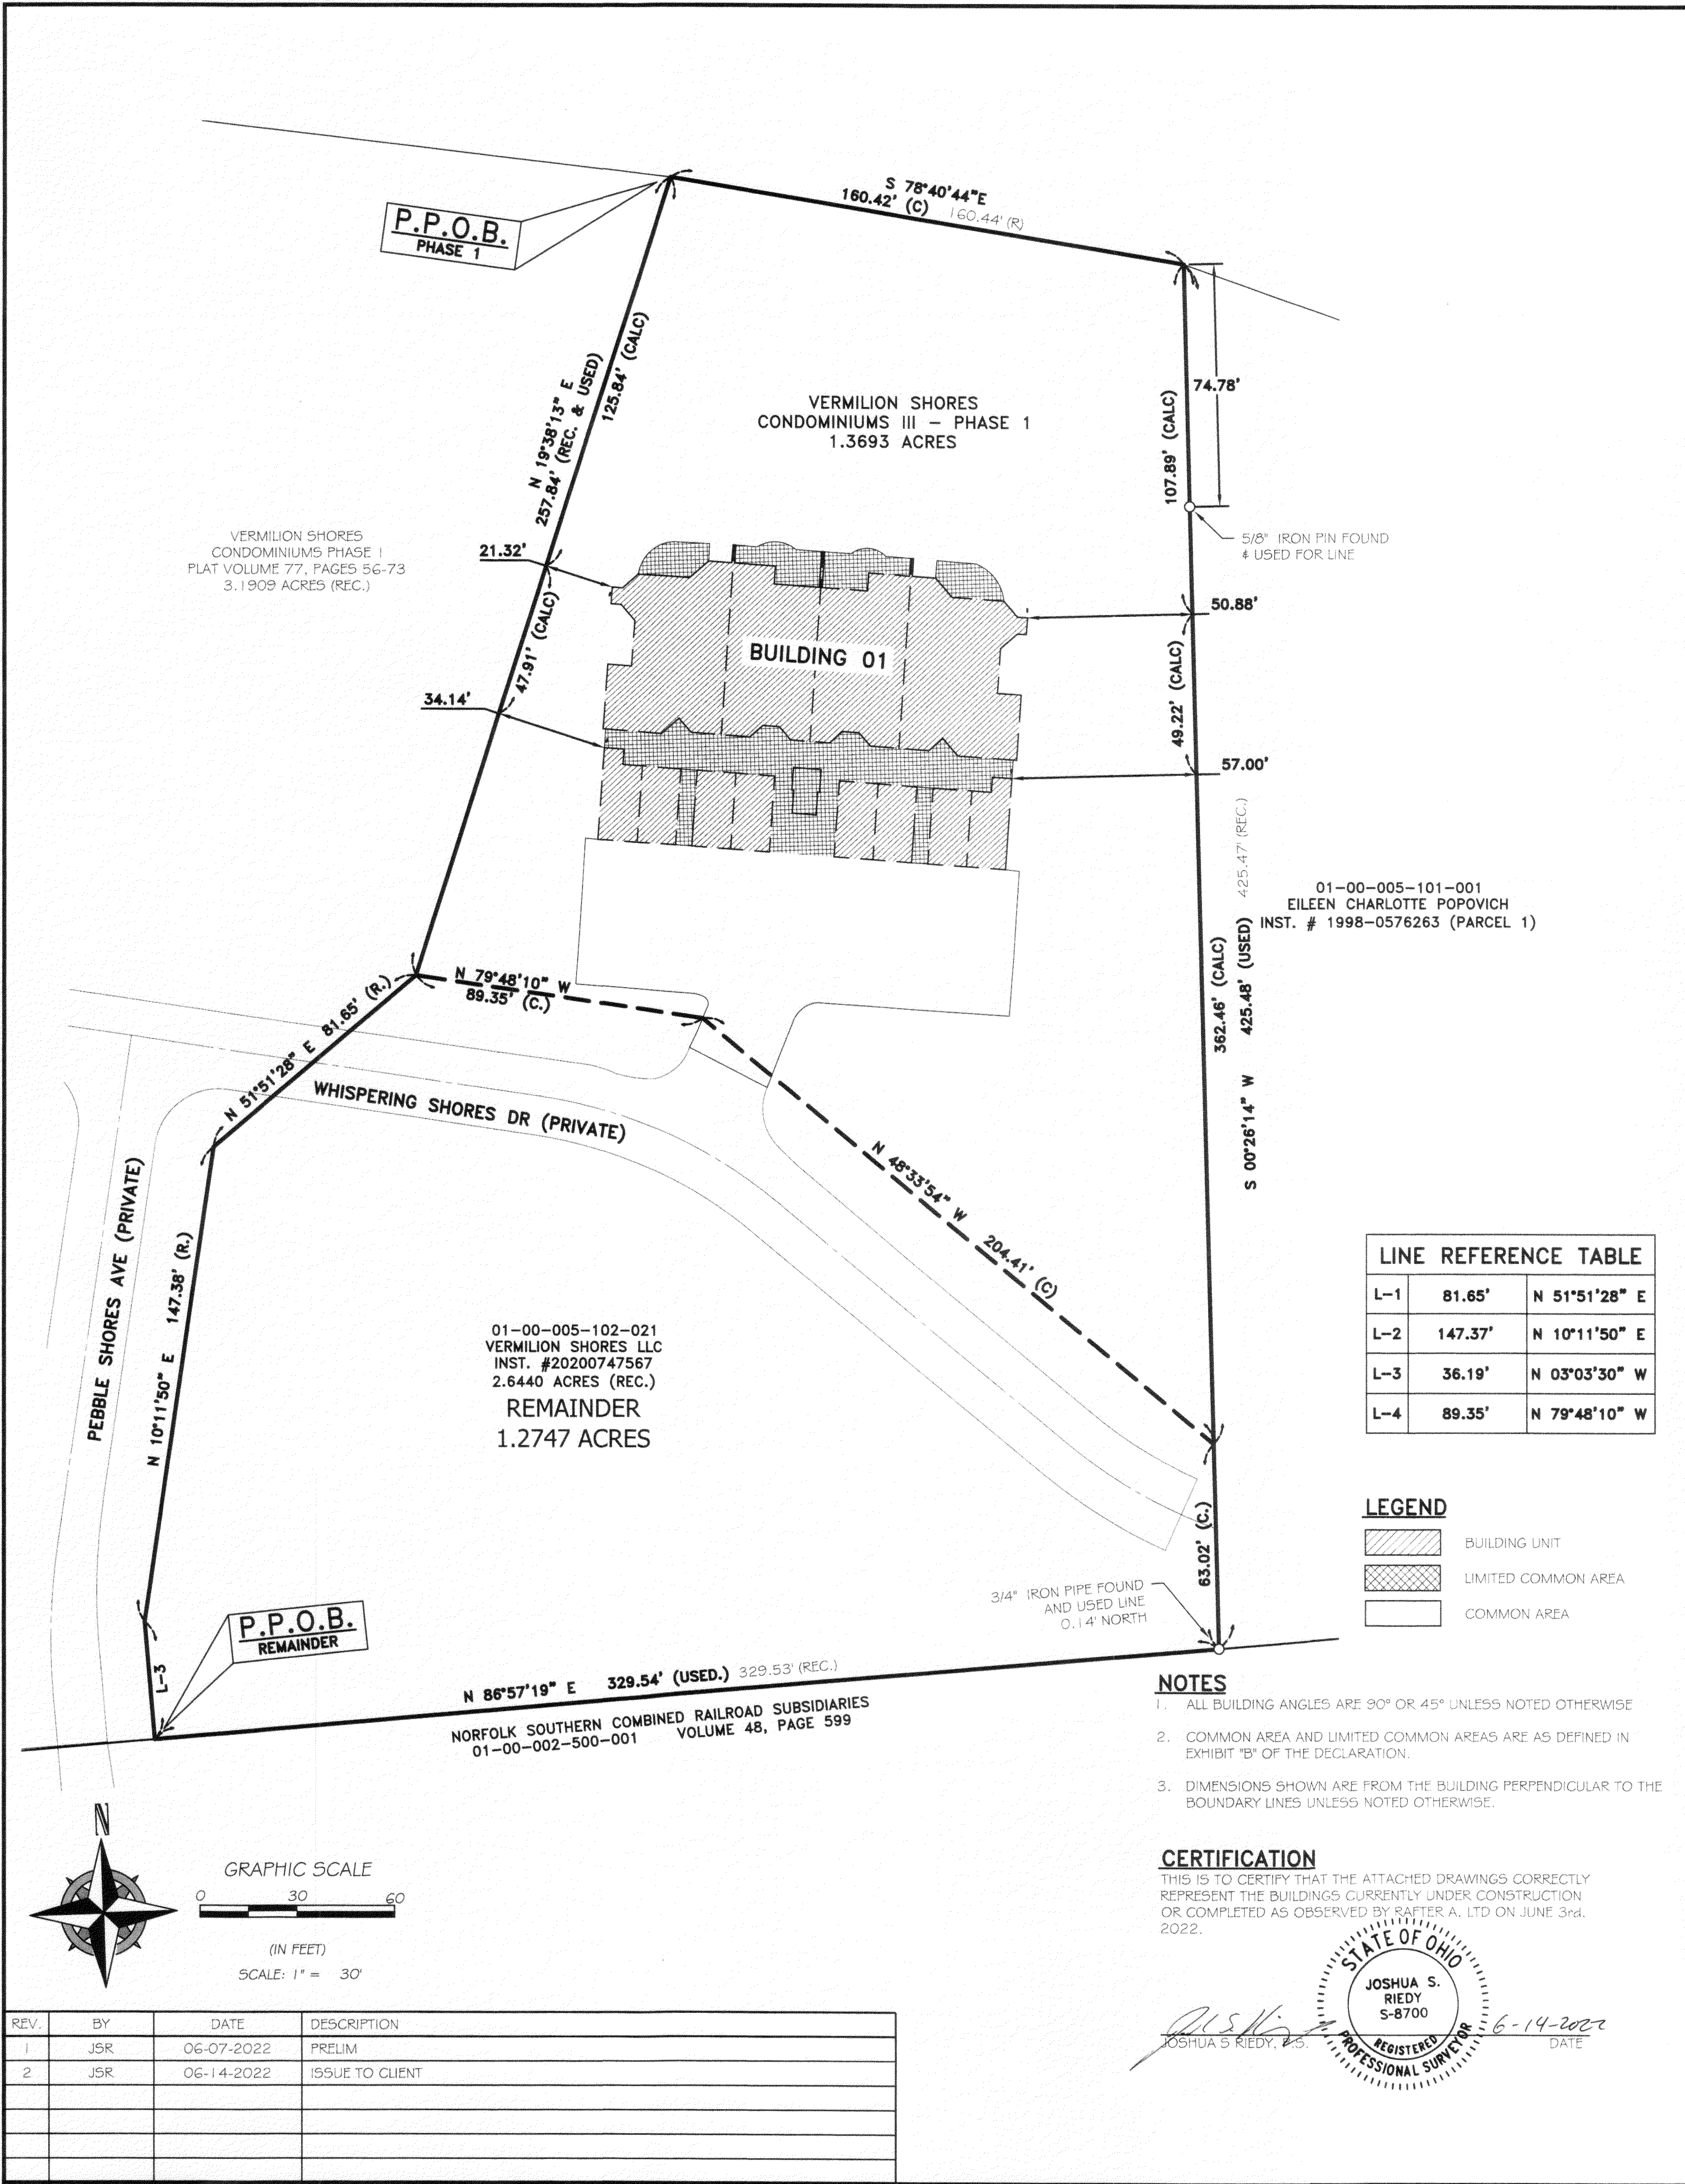 S 78°40'44"E
160.42' (C) 160.44' (R)
P.P.O.B.
PHASE 1
N 19°38'13" E
257.84' (REC. & USED)
125.84' (CALC)
VERMILION SHORES
CONDOMINIUMS III – PHASE 1
1.3693 ACRES
107.89' (CALC)
74.78'
5/8" IRON PIN FOUND
& USED FOR LINE
VERMILION SHORES
CONDOMINIUMS PHASE I
PLAT VOLUME 77, PAGES 56-73
3.1909 ACRES (REC.)
21.32'
47.91' (CALC)
34.14'
BUILDING 01
50.88'
49.22' (CALC)
57.00'
425.47' (REC.)
01-00-005-101-001
EILEEN CHARLOTTE POPOVICH
INST. # 1998-0576263 (PARCEL 1)
362.46' (CALC)
S 00°26'14" W 425.48' (USED)
N 79°48'10" W
89.35' (C.)
N 51°51'28" E 81.65' (R.)
WHISPERING SHORES DR (PRIVATE)
N 48°33'54" W 204.41' (C)
PEBBLE SHORES AVE (PRIVATE)
N 10°11'50" E 147.38' (R.)
01-00-005-102-021
VERMILION SHORES LLC
INST. #20200747567
2.6440 ACRES (REC.)
REMAINDER
1.2747 ACRES
LINE REFERENCE TABLE
L-1 81.65' N 51°51'28" E
L-2 147.37' N 10°11'50" E
L-3 36.19' N 03°03'30" W
L-4 89.35' N 79°48'10" W
LEGEND
BUILDING UNIT
LIMITED COMMON AREA
COMMON AREA
63.02' (C.)
3/4" IRON PIPE FOUND
AND USED LINE
0.14' NORTH
P.P.O.B.
REMAINDER
L-3
N 86°57'19" E 329.54' (USED.) 329.53' (REC.)
NORFOLK SOUTHERN COMBINED RAILROAD SUBSIDIARIES
01-00-002-500-001 VOLUME 48, PAGE 599
NOTES
1. ALL BUILDING ANGLES ARE 90° OR 45° UNLESS NOTED OTHERWISE
2. COMMON AREA AND LIMITED COMMON AREAS ARE AS DEFINED IN
EXHIBIT "B" OF THE DECLARATION.
3. DIMENSIONS SHOWN ARE FROM THE BUILDING PERPENDICULAR TO THE
BOUNDARY LINES UNLESS NOTED OTHERWISE.
N
GRAPHIC SCALE
0 30 60
(IN FEET)
SCALE: 1" = 30'
CERTIFICATION
THIS IS TO CERTIFY THAT THE ATTACHED DRAWINGS CORRECTLY
REPRESENT THE BUILDINGS CURRENTLY UNDER CONSTRUCTION
OR COMPLETED AS OBSERVED BY RAFTER A, LTD ON JUNE 3rd,
2022.
STATE OF OHIO
JOSHUA S.
RIEDY
S-8700
REGISTERED
PROFESSIONAL SURVEYOR
6-14-2022
JOSHUA S RIEDY, P.S.
DATE
REV. BY DATE DESCRIPTION
1 JSR 06-07-2022 PRELIM
2 JSR 06-14-2022 ISSUE TO CLIENT